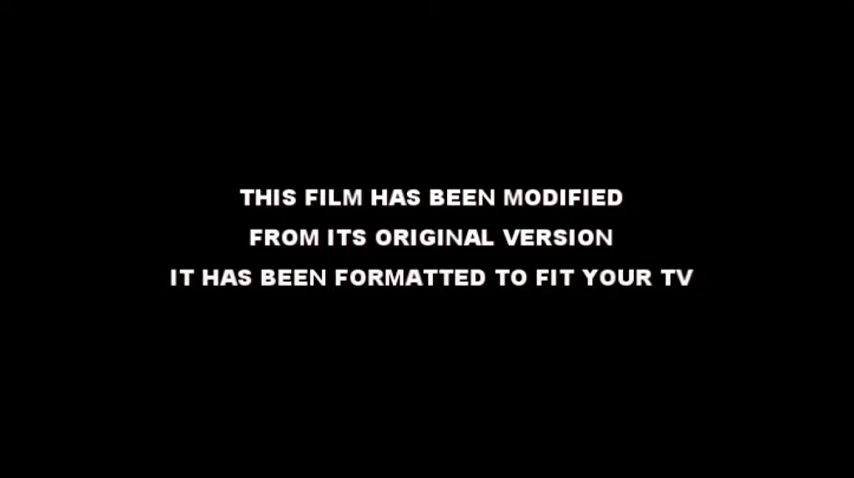 THIS FILM HAS BEEN MODIFIED
FROM ITS ORIGINAL VERSION
IT HAS BEEN FORMATTED TO FIT YOUR TV